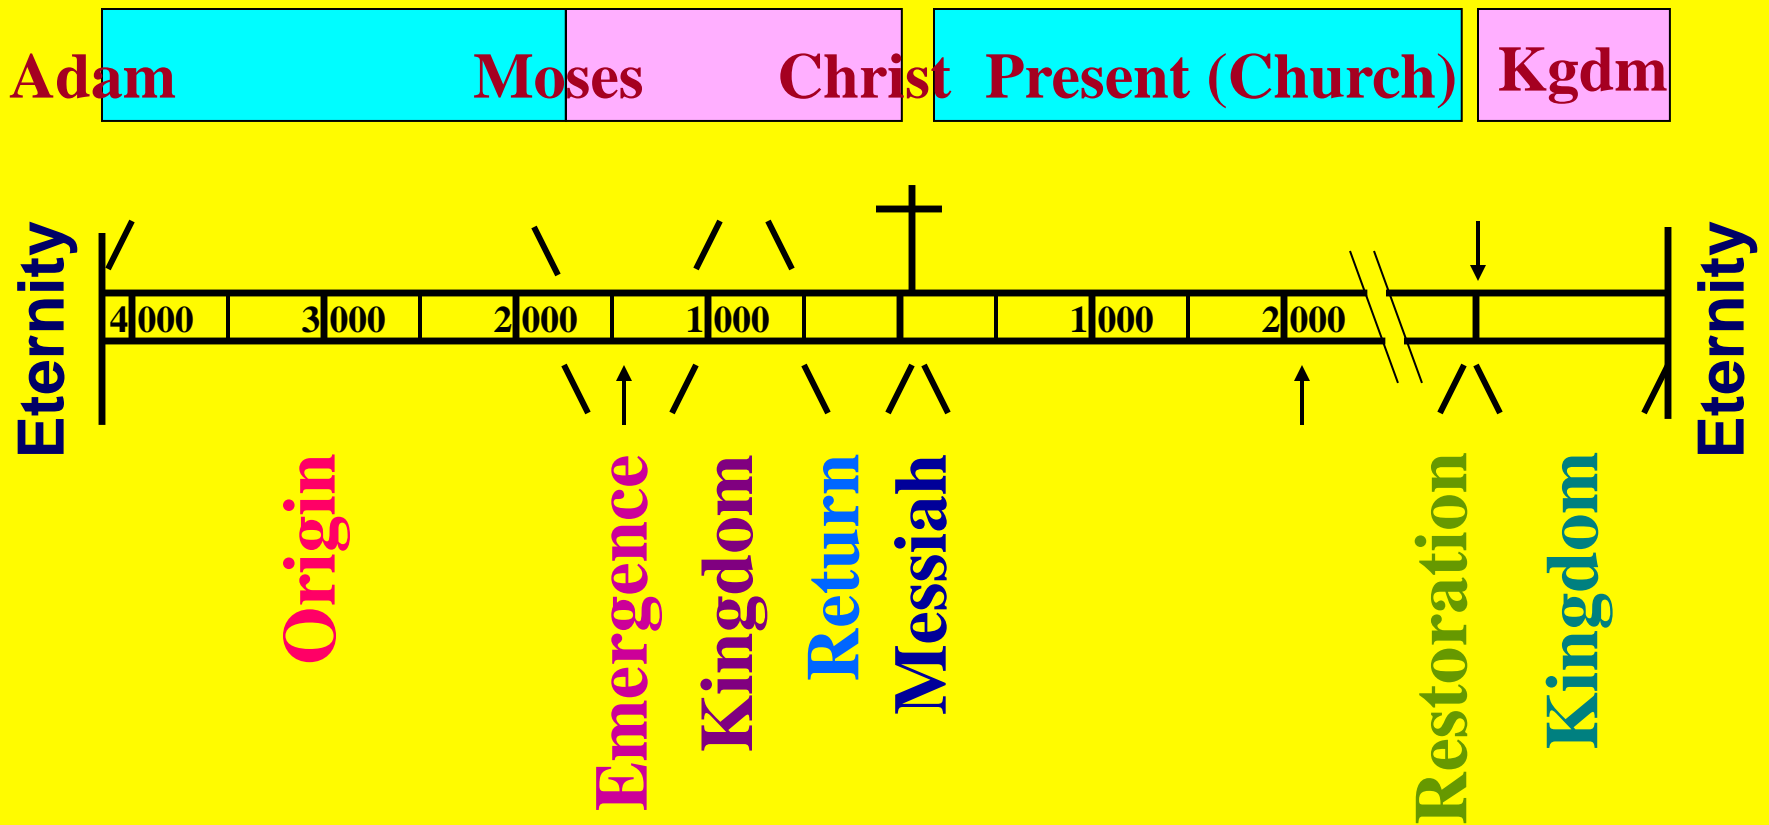 Adam Moses Christ Present (Church) Kgdm
Eternity
4000 3000 2000 1000 1000 2000
Eternity
Origin
Emergence
Kingdom
Return
Messiah
Restoration
Kingdom